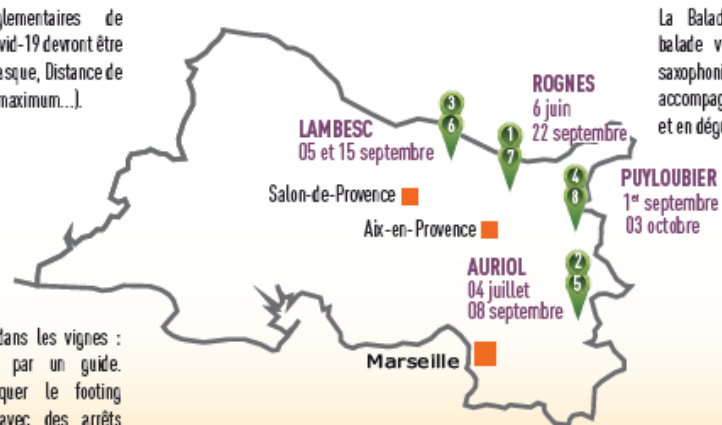 glementaires de
vid-19 devront être
sque, Distance de
maximum...).
La Balad
balade v
saxophoni
accompag
et en dég
ROGNES
6 juin
22 septembre
1
7
3
6
LAMBESC
05 et 15 septembre
4
8
PUYLOUBIER
1er septembre
03 octobre
Salon-de-Provence
Aix-en-Provence
AURIOL
04 juillet
08 septembre
2
5
Marseille
dans les vignes :
par un guide.
quer le footing
avec des arrêts